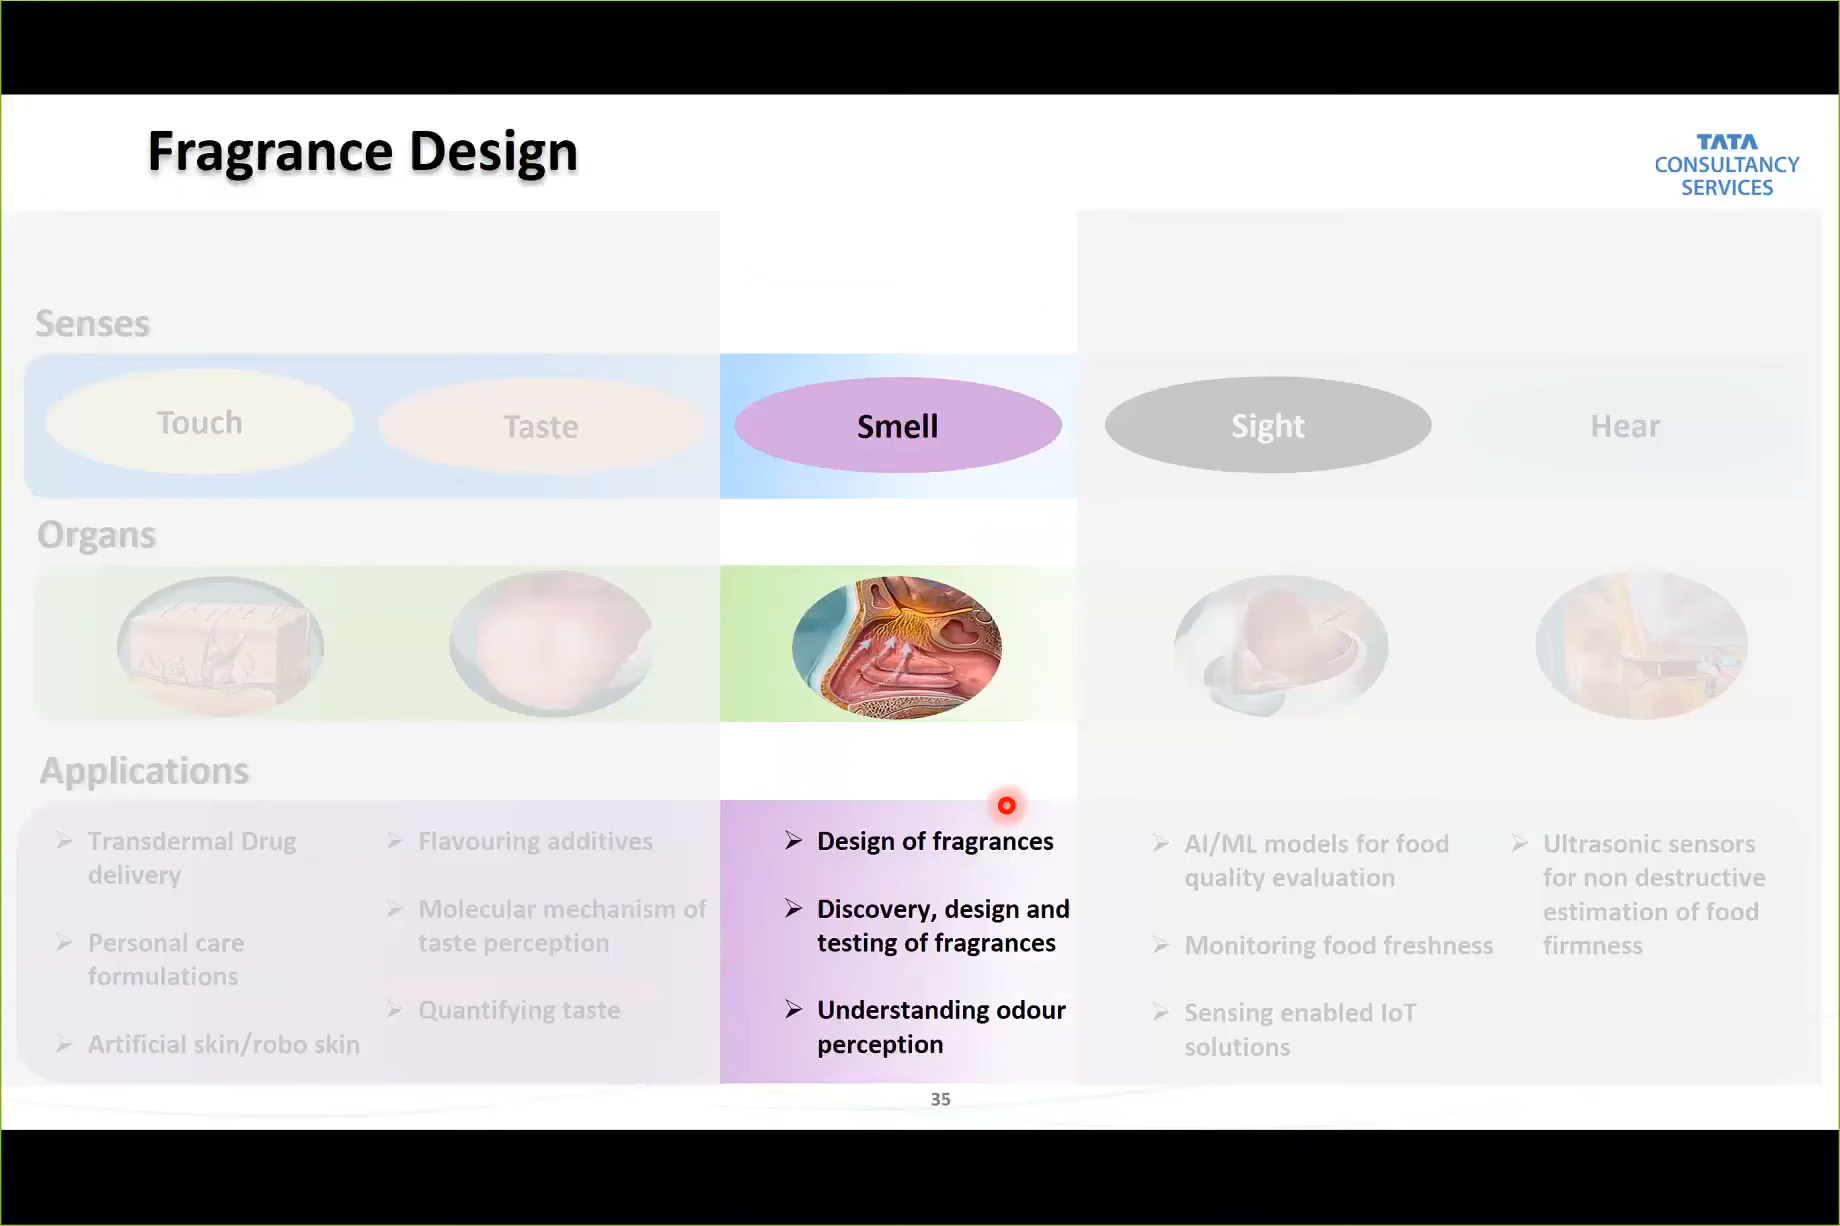 Fragrance Design
TATA
CONSULTANCY
SERVICES
Senses
Touch
Taste
Smell
Sight
Hear
Organs
Applications
➢ Transdermal Drug
delivery
➢ Personal care
formulations
➢ Artificial skin/robo skin
➢ Flavouring additives
➢ Molecular mechanism of
taste perception
➢ Quantifying taste
➢ Design of fragrances
➢ Discovery, design and
testing of fragrances
➢ Understanding odour
perception
➢ AI/ML models for food
quality evaluation
➢ Monitoring food freshness
➢ Sensing enabled IoT
solutions
➢ Ultrasonic sensors
for non destructive
estimation of food
firmness
35